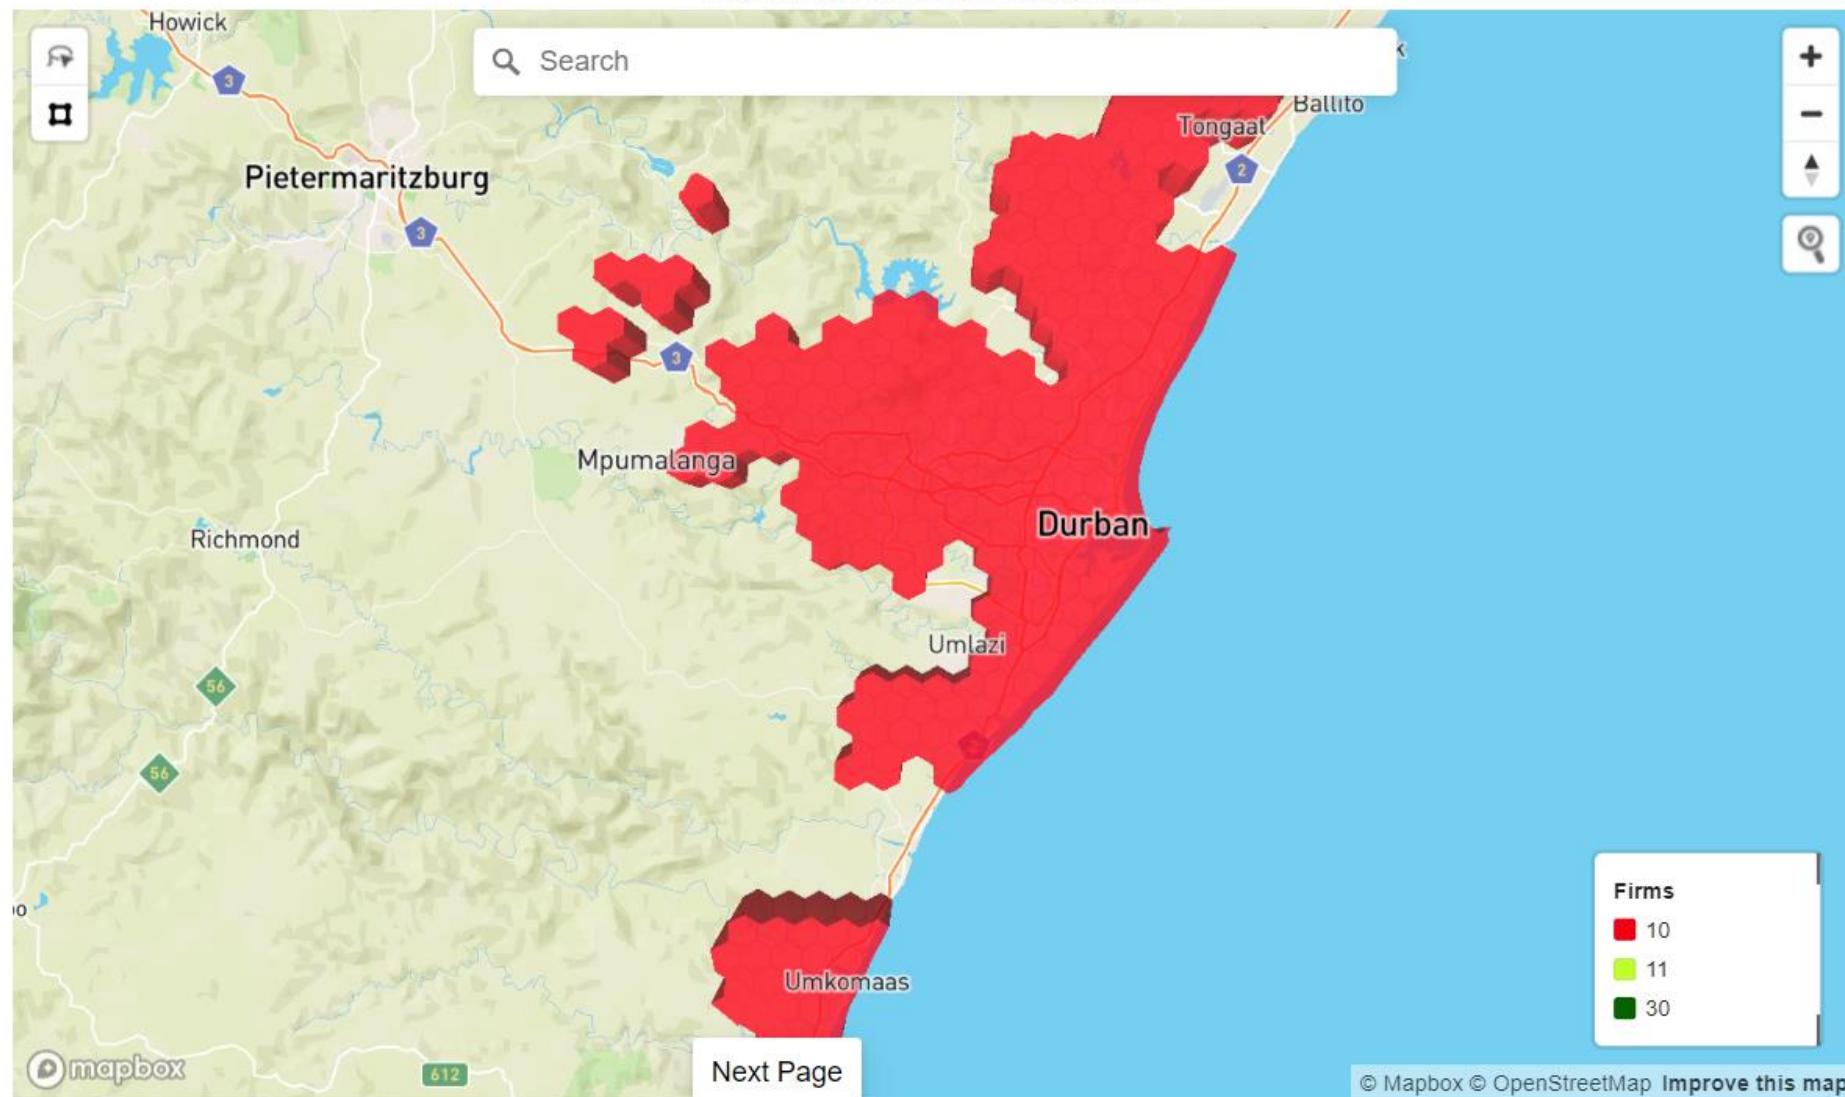 Howick
Search
k
3
Ballito
Tongaat
2
Pietermaritzburg
3
3
Mpumalanga
Durban
Richmond
Umlazi
56
56
Firms
10
11
30
oo
Umkomaas
mapbox
612
Next Page
© Mapbox © OpenStreetMap Improve this map